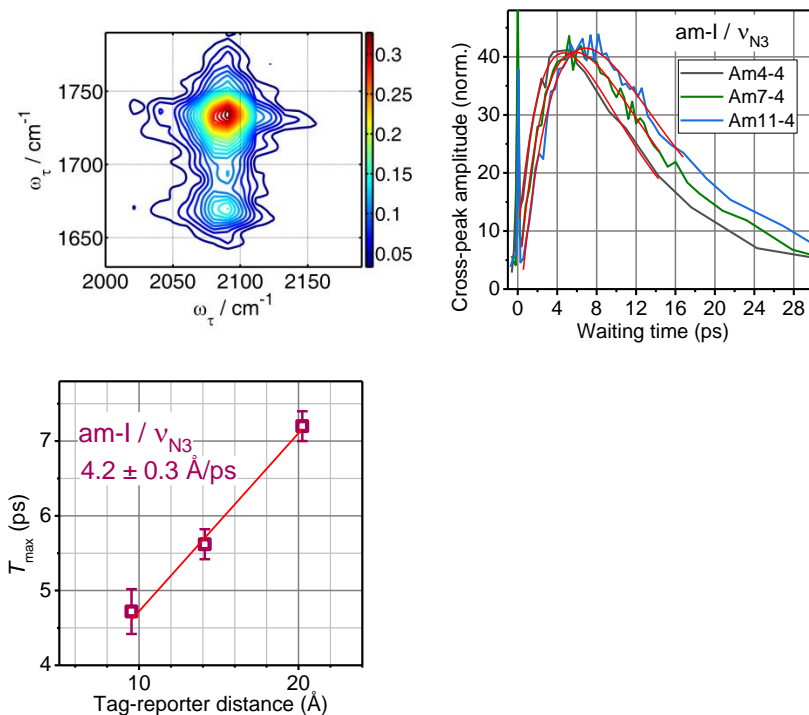 ω_τ / cm⁻¹
1750
1700
1650
2000 2050 2100 2150
ω_τ / cm⁻¹
0.3
0.25
0.2
0.15
0.1
0.05
Cross-peak amplitude (norm.)
40
30
20
10
0
am-I / ν_N3
Am4-4
Am7-4
Am11-4
0 4 8 12 16 20 24 28
Waiting time (ps)
T_max (ps)
7
6
5
4
am-I / ν_N3
4.2 ± 0.3 Å/ps
10 20
Tag-reporter distance (Å)